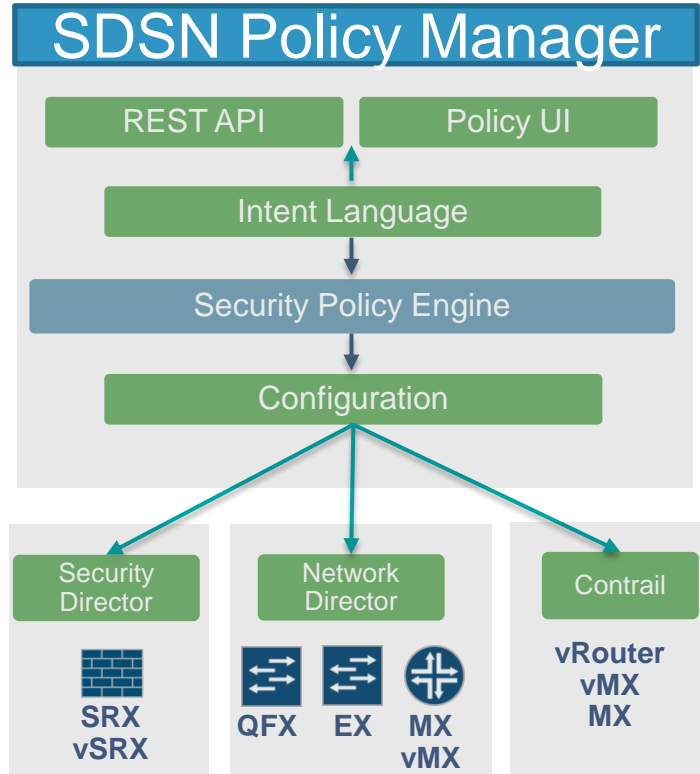 SDSN Policy Manager
REST API
Policy UI
Intent Language
Security Policy Engine
Configuration
Security
Director
SRX
vSRX
Network
Director
QFX
EX
MX
vMX
Contrail
vRouter
vMX
MX